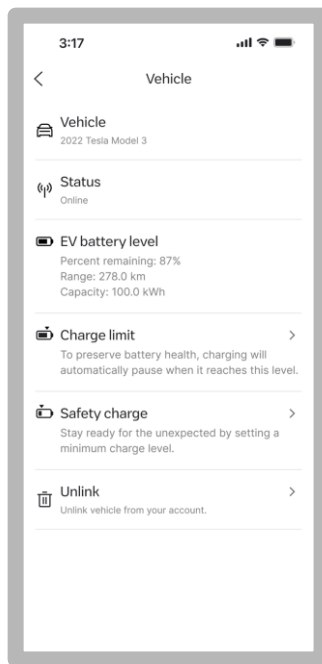 3:17
Vehicle
Vehicle
2022 Tesla Model 3
Status
Online
EV battery level
Percent remaining: 87%
Range: 278.0 km
Capacity: 100.0 kWh
Charge limit
To preserve battery health, charging will
automatically pause when it reaches this level.
Safety charge
Stay ready for the unexpected by setting a
minimum charge level.
Unlink
Unlink vehicle from your account.